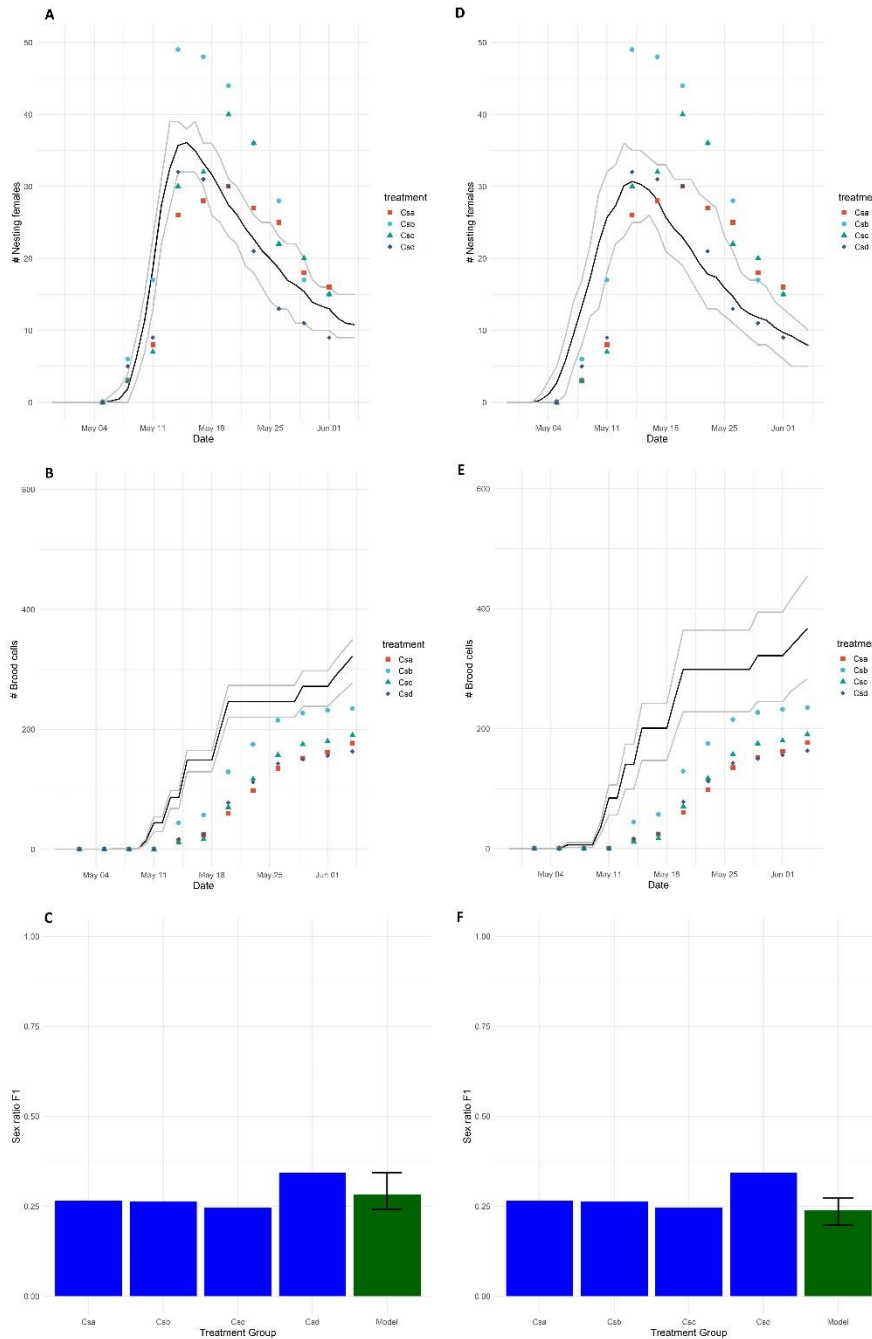 A
50
40
30
20
10
0
# Nesting females
May 04
May 11
May 18
May 25
Jun 01
Date
treatment
Csa
Csb
Csc
Csd
D
50
40
30
20
10
0
# Nesting females
May 04
May 11
May 18
May 25
Jun 01
Date
treatme
Csa
Csb
Csc
Csd
B
600
400
200
0
# Brood cells
May 04
May 11
May 18
May 25
Jun 01
Date
treatment
Csa
Csb
Csc
Csd
E
600
400
200
0
# Brood cells
May 04
May 11
May 18
May 25
Jun 01
Date
treatme
Csa
Csb
Csc
Csd
C
1.00
0.75
0.50
0.25
0.00
Sex ratio F1
Csa
Csb
Csc
Csd
Model
Treatment Group
F
1.00
0.75
0.50
0.25
0.00
Sex ratio F1
Csa
Csb
Csc
Csd
Model
Treatment Group